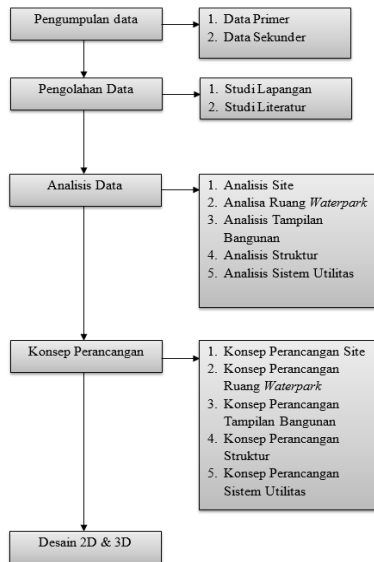 Pengumpulan data
1. Data Primer
2. Data Sekunder
Pengolahan Data
1. Studi Lapangan
2. Studi Literatur
Analisis Data
1. Analisis Site
2. Analisa Ruang Waterpark
3. Analisis Tampilan
Bangunan
4. Analisis Struktur
5. Analisis Sistem Utilitas
Konsep Perancangan
1. Konsep Perancangan Site
2. Konsep Perancangan
Ruang Waterpark
3. Konsep Perancangan
Tampilan Bangunan
4. Konsep Perancangan
Struktur
5. Konsep Perancangan
Sistem Utilitas
Desain 2D & 3D